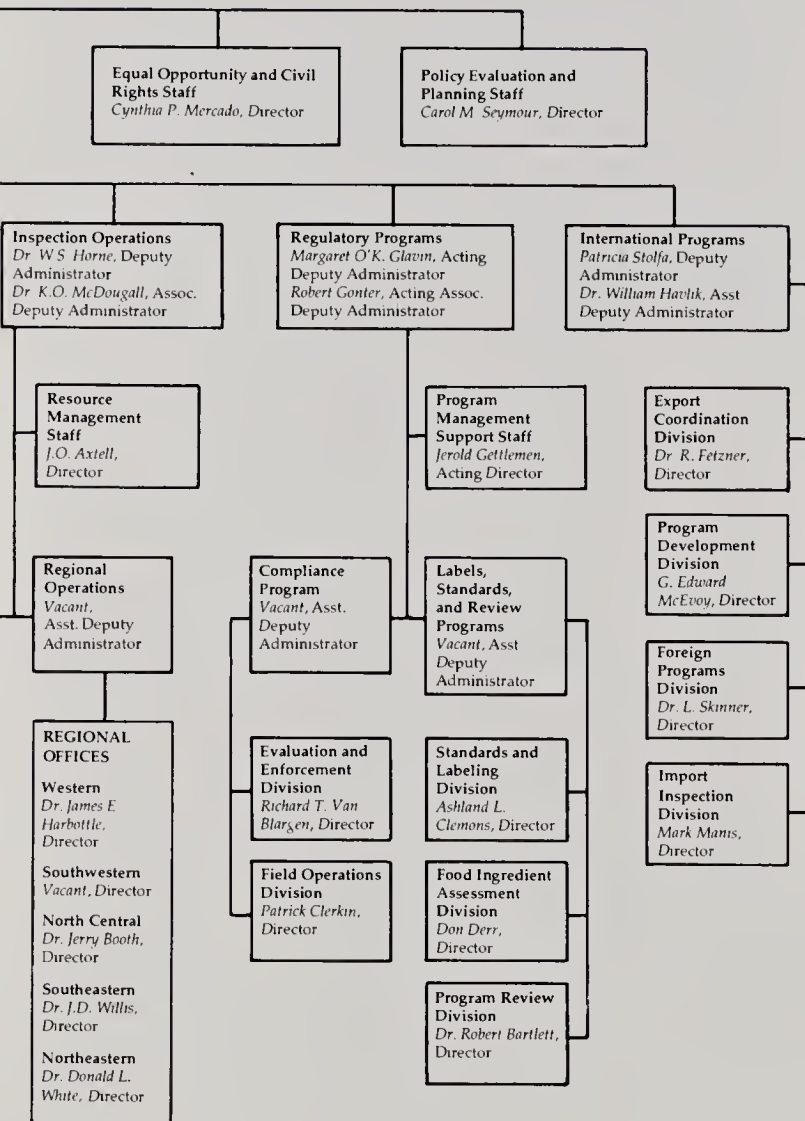 Equal Opportunity and Civil
Rights Staff
Cynthia P. Mercado, Director
Policy Evaluation and
Planning Staff
Carol M Seymour, Director
Inspection Operations
Dr W S Horne, Deputy
Administrator
Dr K.O. McDougall, Assoc.
Deputy Administrator
Regulatory Programs
Margaret O'K. Glavin, Acting
Deputy Administrator
Robert Gonter, Acting Assoc.
Deputy Administrator
International Programs
Patricia Stolfa, Deputy
Administrator
Dr. William Havlik, Asst
Deputy Administrator
Resource
Management
Staff
J.O. Axtell,
Director
Program
Management
Support Staff
Jerold Gettlemen,
Acting Director
Export
Coordination
Division
Dr R. Fetzner,
Director
Regional
Operations
Vacant,
Asst. Deputy
Administrator
Compliance
Program
Vacant, Asst.
Deputy
Administrator
Labels,
Standards,
and Review
Programs
Vacant, Asst
Deputy
Administrator
Program
Development
Division
G. Edward
McEvoy, Director
Foreign
Programs
Division
Dr. L. Skinner,
Director
Import
Inspection
Division
Mark Manis,
Director
REGIONAL
OFFICES
Western
Dr. James E
Harbottle,
Director
Southwestern
Vacant, Director
North Central
Dr. Jerry Booth,
Director
Southeastern
Dr. J.D. Willis,
Director
Northeastern
Dr. Donald L.
White, Director
Evaluation and
Enforcement
Division
Richard T. Van
Blargen, Director
Field Operations
Division
Patrick Clerkin,
Director
Standards and
Labeling
Division
Ashland L.
Clemons, Director
Food Ingredient
Assessment
Division
Don Derr,
Director
Program Review
Division
Dr. Robert Bartlett,
Director